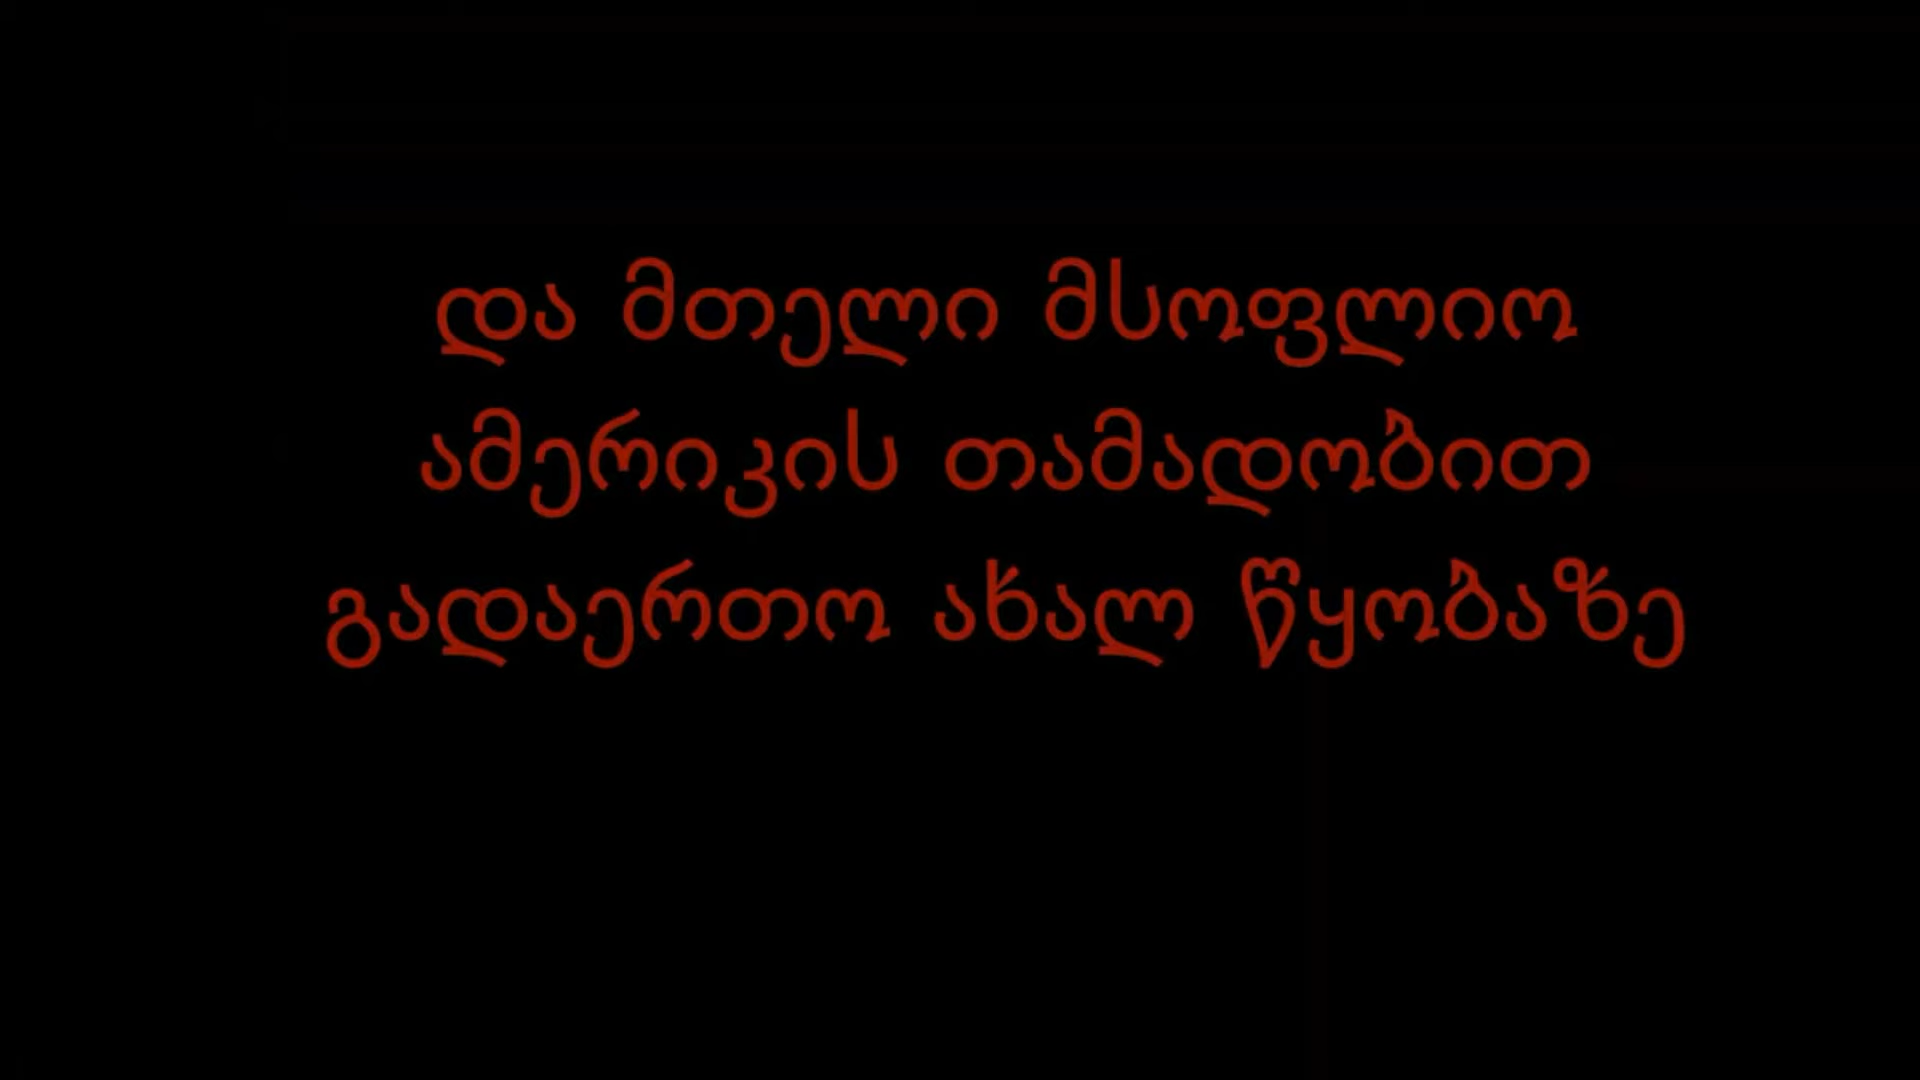 და მთელი მსოფლიო
ამერიკის თამადობით
გადაერთო ახალ წყობაზე